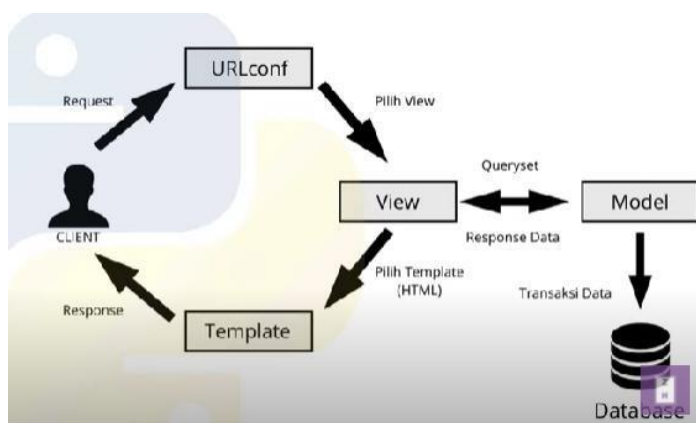 URLconf
Request
Pilih View
Queryset
View
Model
CLIENT
Response Data
Pilih Template
(HTML)
Transaksi Data
Response
Template
Database